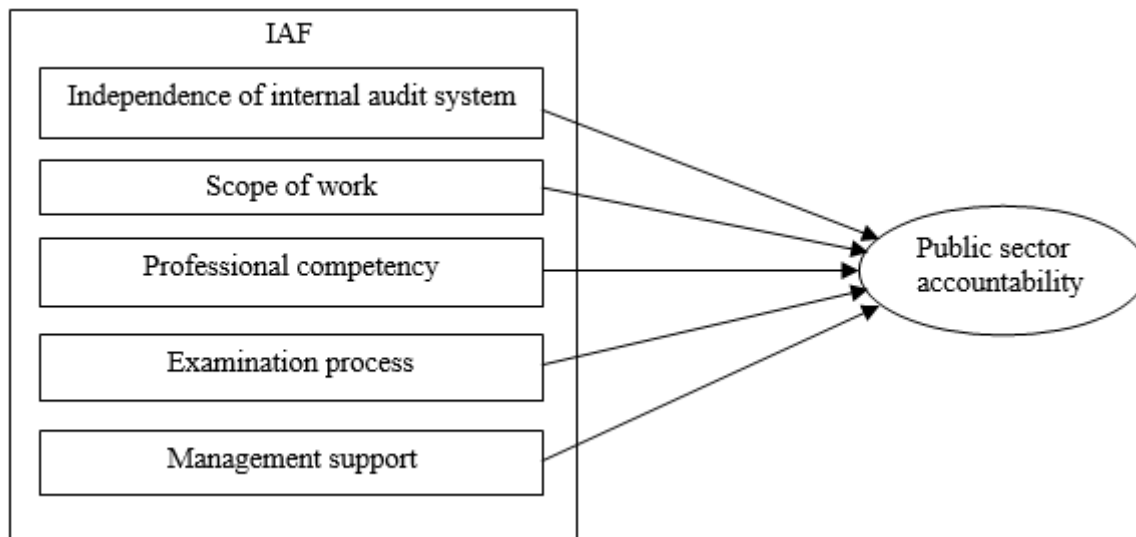 IAF
Independence of internal audit system
Scope of work
Professional competency
Examination process
Management support
Public sector
accountability